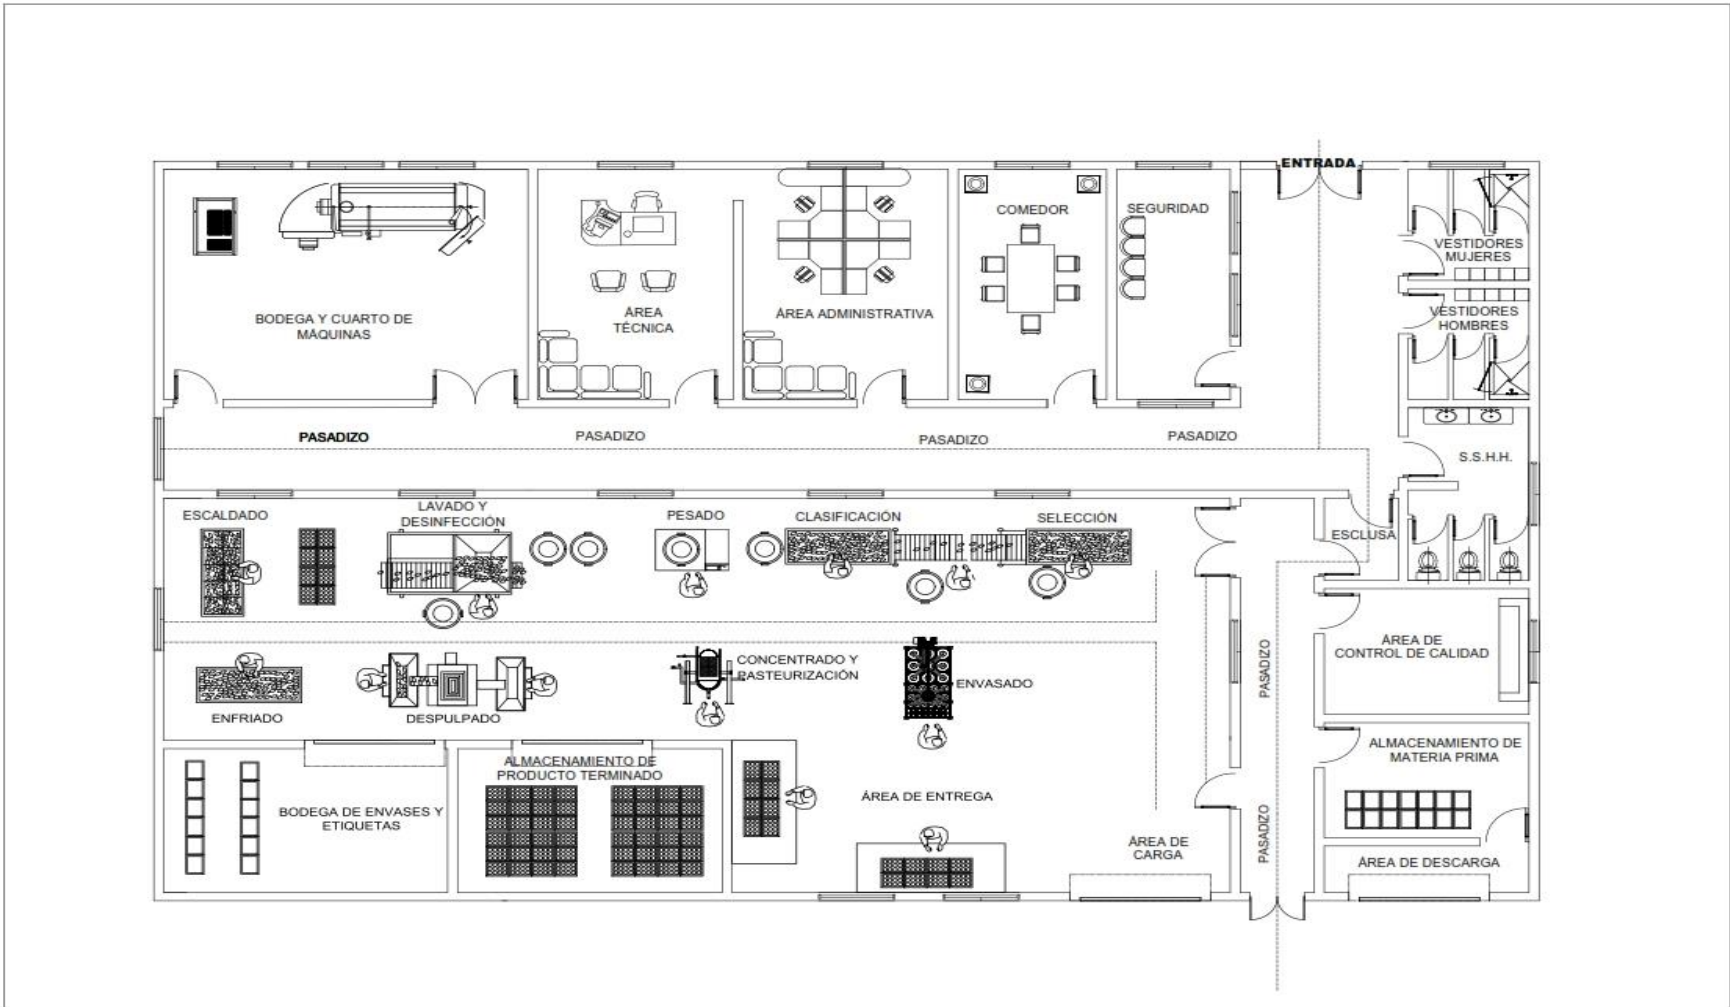 ENTRADA
COMEDOR
SEGURIDAD
VESTIDORES
MUJERES
BODEGA Y CUARTO DE
MÁQUINAS
ÁREA
TÉCNICA
ÁREA ADMINISTRATIVA
VESTIDORES
HOMBRES
PASADIZO
PASADIZO
PASADIZO
PASADIZO
S.S.H.H.
ESCALDADO
LAVADO Y
DESINFECCIÓN
PESADO
CLASIFICACIÓN
SELECCIÓN
ESCLUSA
ENFRIADO
DESPULPADO
CONCENTRADO Y
PASTEURIZACIÓN
ENVASADO
PASADIZO
ÁREA DE
CONTROL DE CALIDAD
ALMACENAMIENTO DE
MATERIA PRIMA
BODEGA DE ENVASES Y
ETIQUETAS
ALMACENAMIENTO DE
PRODUCTO TERMINADO
ÁREA DE ENTREGA
ÁREA DE
CARGA
PASADIZO
ÁREA DE DESCARGA